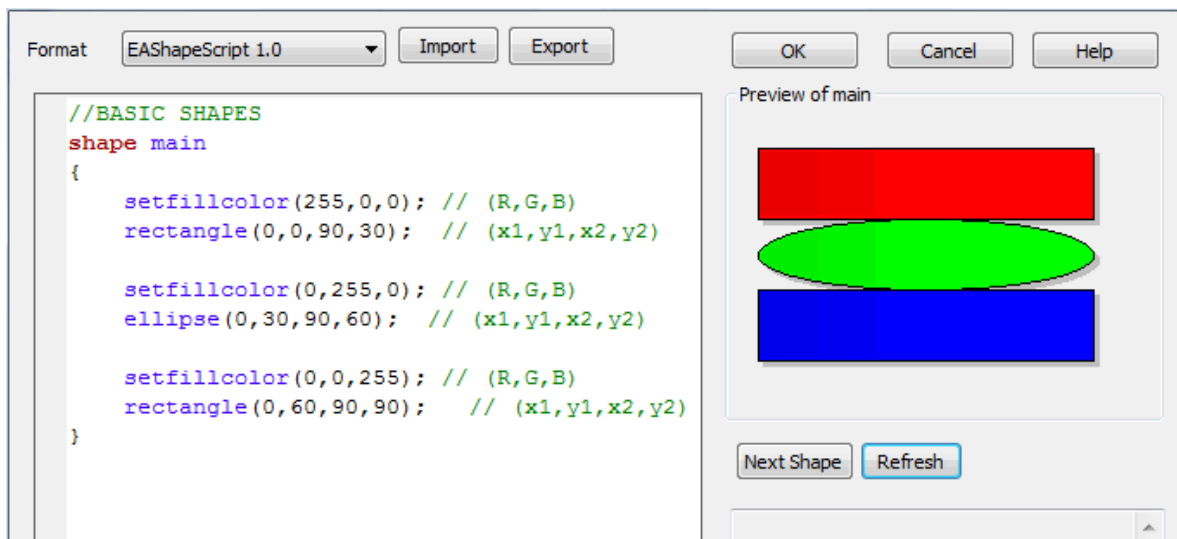 Format EAShapeScript 1.0 Import Export OK Cancel Help
Preview of main
//BASIC SHAPES
shape main
{
setfillcolor(255,0,0); // (R,G,B)
rectangle(0,0,90,30);  // (x1,y1,x2,y2)
setfillcolor(0,255,0); // (R,G,B)
ellipse(0,30,90,60);  // (x1,y1,x2,y2)
setfillcolor(0,0,255); // (R,G,B)
rectangle(0,60,90,90);   // (x1,y1,x2,y2)
}
Next Shape Refresh